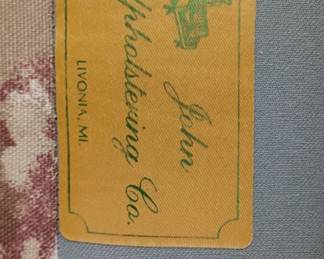 John
Upholstering Co.
LIVONIA, MI.